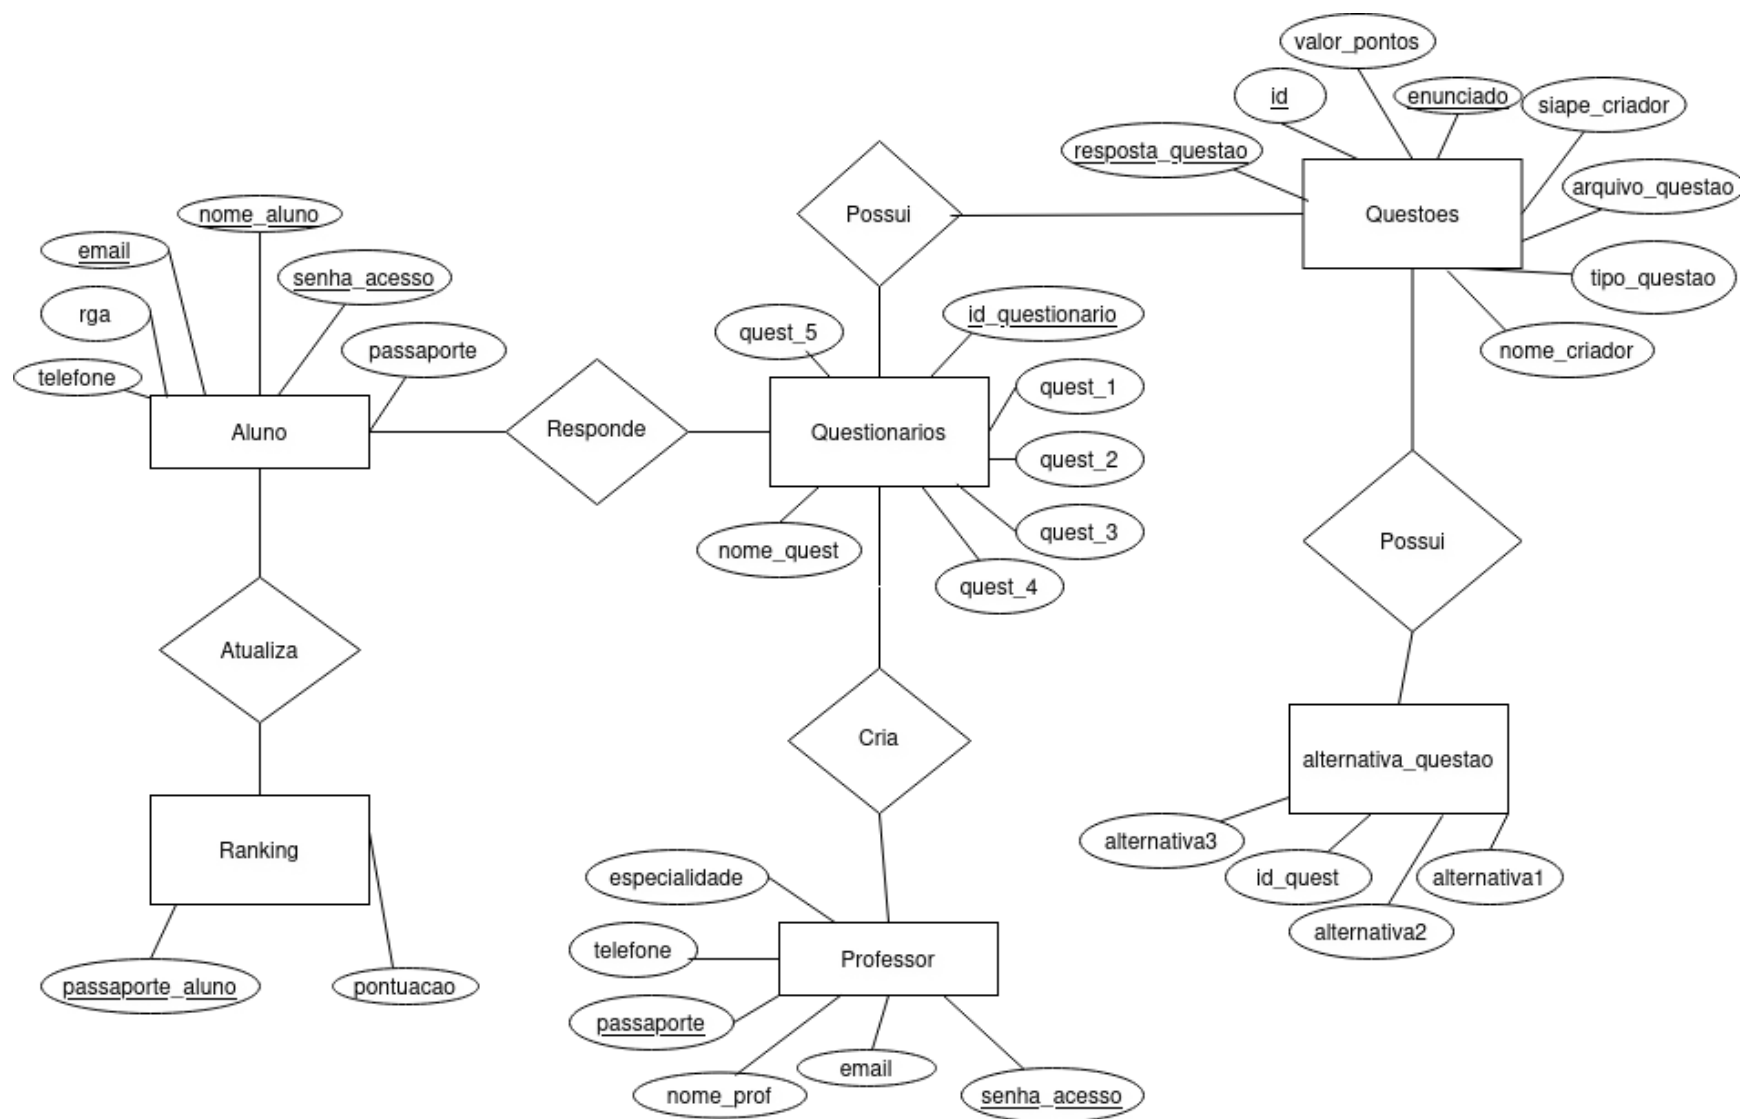 valor_pontos
id
enunciado
siape_criador
resposta_questao
arquivo_questao
Possui
Questoes
nome_aluno
email
senha_acesso
tipo_questao
rga
id_questionario
quest_5
passaporte
nome_criador
telefone
quest_1
Aluno
Responde
Questionarios
quest_2
quest_3
nome_quest
Possui
quest_4
Atualiza
Cria
alternativa_questao
alternativa3
Ranking
especialidade
id_quest
alternativa1
alternativa2
telefone
Professor
passaporte_aluno
pontuacao
passaporte
email
nome_prof
senha_acesso